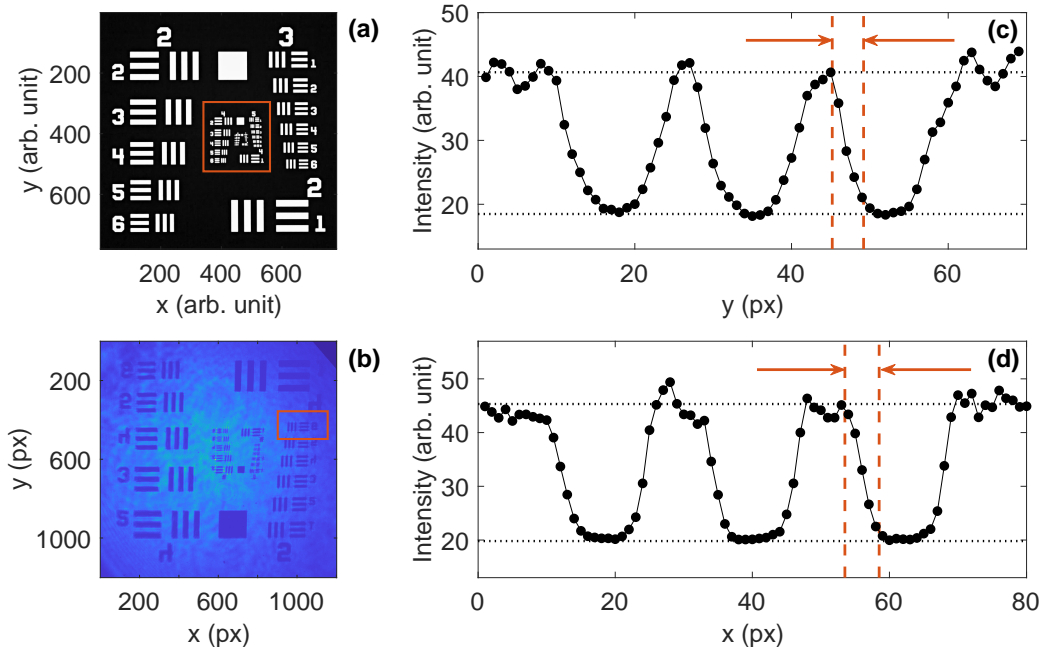 (a)
2 3
2 1
2
3 3
4 4
5 5
6 6
2
1
200
400
600
200 400 600
x (arb. unit)
y (arb. unit)
(b)
200
600
1000
200 600 1000
x (px)
y (px)
(c)
50
40
30
20
0 20 40 60
y (px)
Intensity (arb. unit)
(d)
50
40
30
20
0 20 40 60 80
x (px)
Intensity (arb. unit)